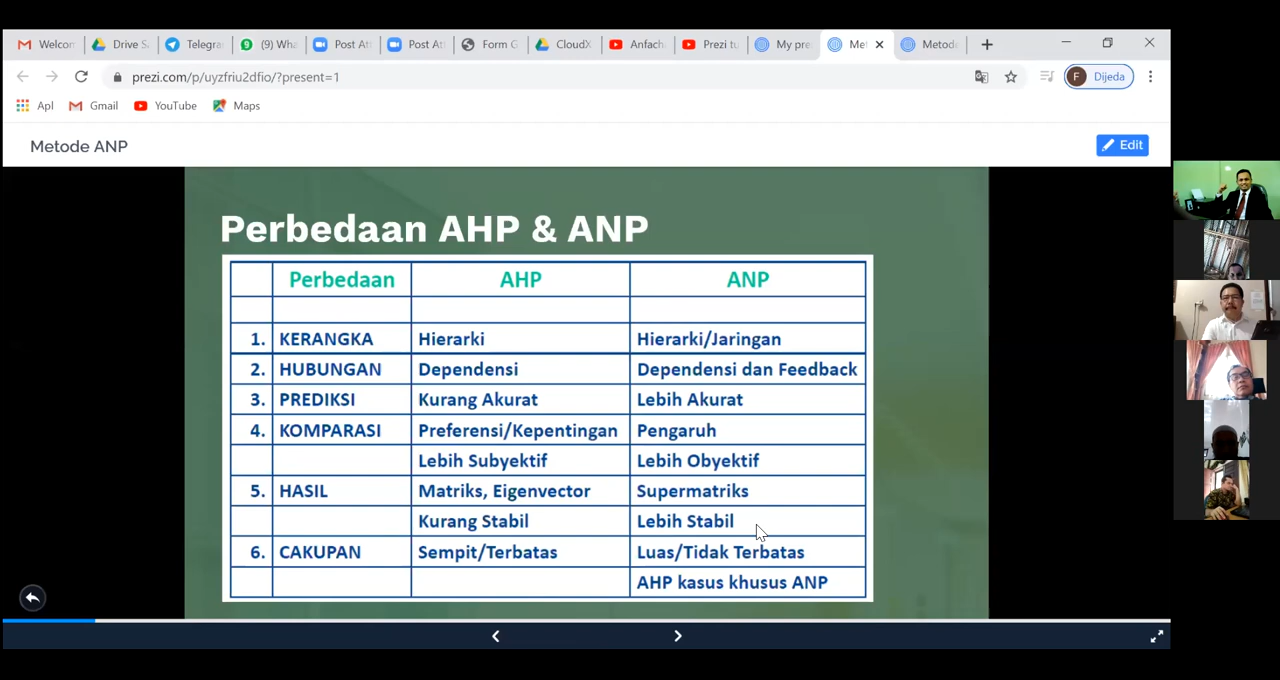 Welcom Drive S Telegra (9) Wha Post At Post At Form G CloudX Anfach Prezi tu My pre Met Metod
prezi.com/p/uyzfriu2dfio/?present=1 F Dijeda
Apl Gmail YouTube Maps
Metode ANP Edit
Perbedaan AHP & ANP
Perbedaan AHP ANP
1. KERANGKA Hierarki Hierarki/Jaringan
2. HUBUNGAN Dependensi Dependensi dan Feedback
3. PREDIKSI Kurang Akurat Lebih Akurat
4. KOMPARASI Preferensi/Kepentingan Pengaruh
Lebih Subyektif Lebih Obyektif
5. HASIL Matriks, Eigenvector Supermatriks
Kurang Stabil Lebih Stabil
6. CAKUPAN Sempit/Terbatas Luas/Tidak Terbatas
AHP kasus khusus ANP